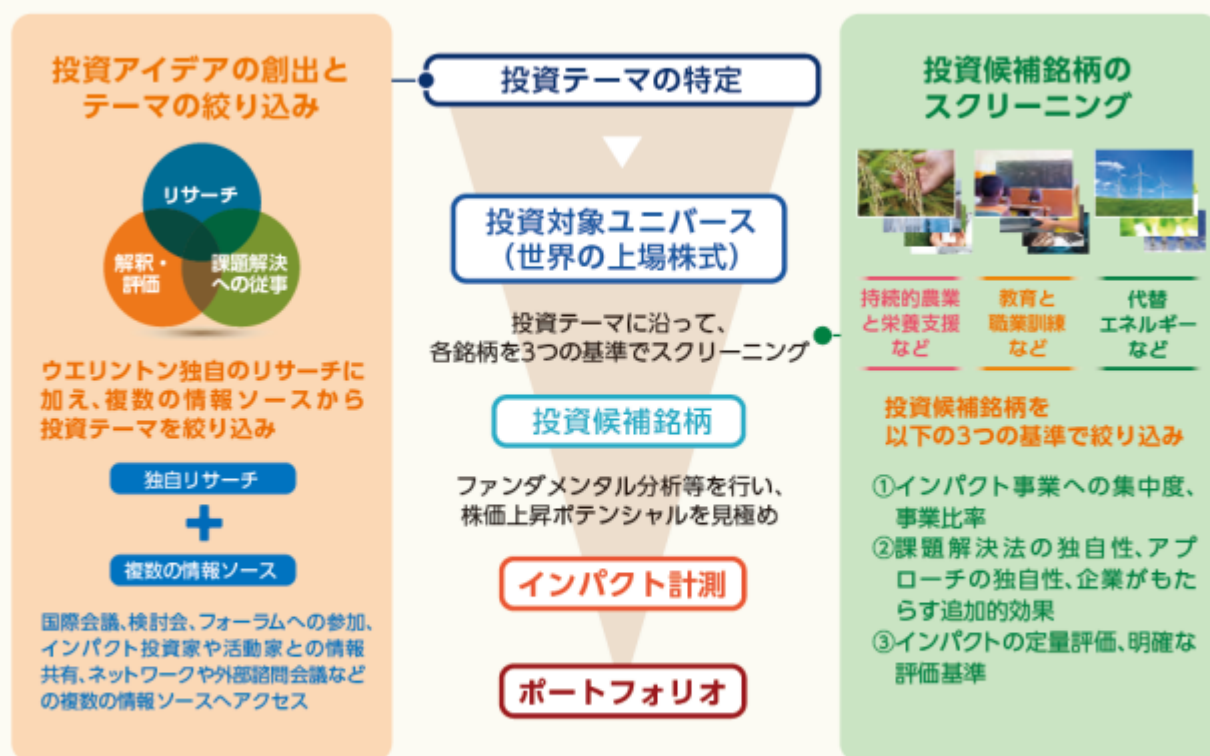 投資アイデアの創出と
テーマの絞り込み
リサーチ
解釈・
評価
課題解決
への従事
ウエリントン独自のリサーチに
加え、複数の情報ソースから
投資テーマを絞り込み
独自リサーチ
+
複数の情報ソース
国際会議、検討会、フォーラムへの参加、
インパクト投資家や活動家との情報
共有、ネットワークや外部諮問会議など
の複数の情報ソースへアクセス
投資テーマの特定
投資対象ユニバース
（世界の上場株式）
投資テーマに沿って、
各銘柄を3つの基準でスクリーニング
投資候補銘柄
ファンダメンタル分析等を行い、
株価上昇ポテンシャルを見極め
インパクト計測
ポートフォリオ
投資候補銘柄の
スクリーニング
持続的農業
と栄養支援
など
教育と
職業訓練
など
代替
エネルギー
など
投資候補銘柄を
以下の3つの基準で絞り込み
①インパクト事業への集中度、
事業比率
②課題解決法の独自性、アプ
ローチの独自性、企業がもた
らす追加的効果
③インパクトの定量評価、明確な
評価基準